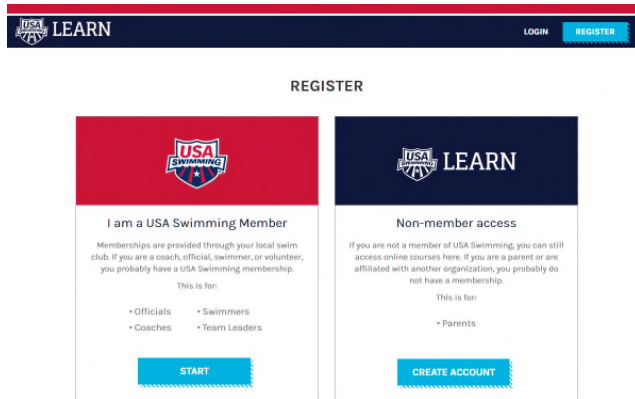 USA SWIMMING LEARN
LOGIN
REGISTER
REGISTER
USA
SWIMMING
USA SWIMMING LEARN
I am a USA Swimming Member
Memberships are provided through your local swim
club. If you are a coach, official, swimmer, or volunteer,
you probably have a USA Swimming membership.
This is for:
• Officials
• Swimmers
• Coaches
• Team Leaders
START
Non-member access
If you are not a member of USA Swimming, you can still
access online courses here. If you are a parent or are
affiliated with another organization, you probably do
not have a membership.
This is for:
• Parents
CREATE ACCOUNT